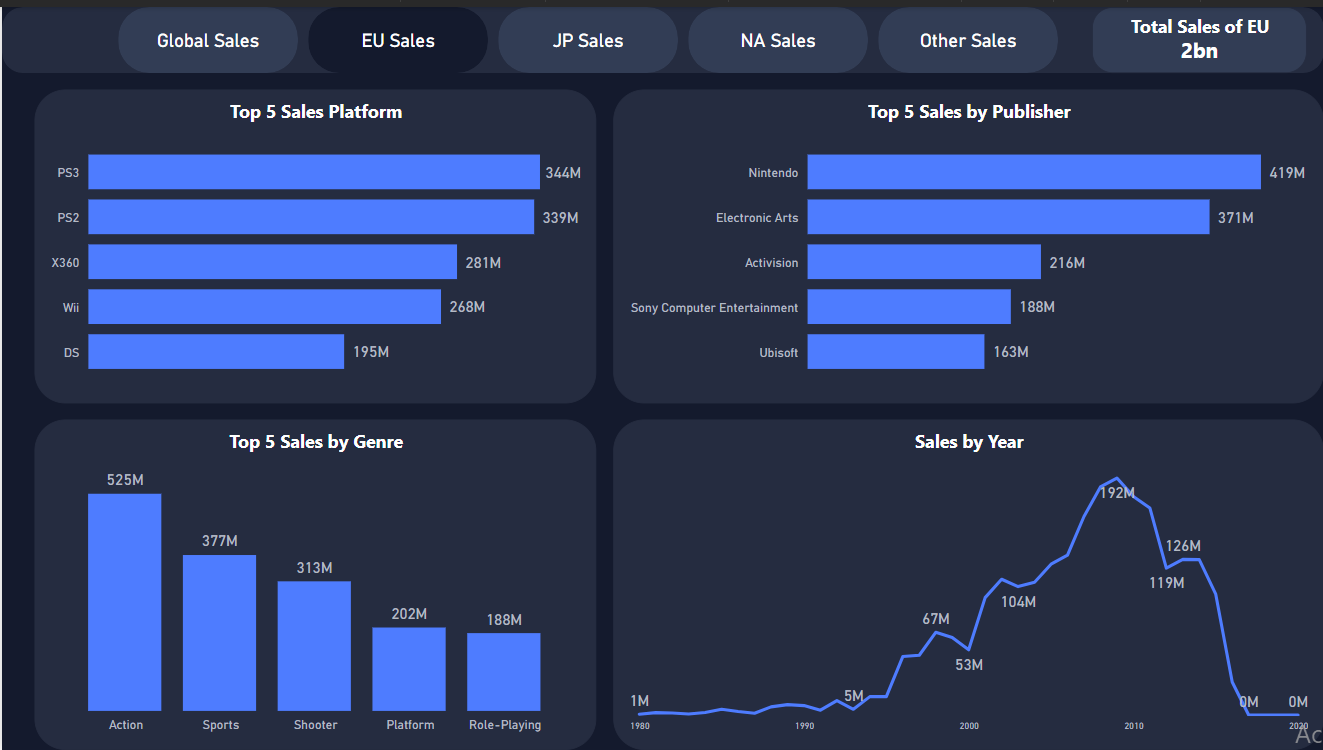 Global Sales
EU Sales
JP Sales
NA Sales
Other Sales
Total Sales of EU
2bn
Top 5 Sales Platform
PS3 344M
PS2 339M
X360 281M
Wii 268M
DS 195M
Top 5 Sales by Publisher
Nintendo 419M
Electronic Arts 371M
Activision 216M
Sony Computer Entertainment 188M
Ubisoft 163M
Top 5 Sales by Genre
525M
377M
313M
202M
188M
Action Sports Shooter Platform Role-Playing
Sales by Year
192M
126M
119M
104M
67M
53M
1M
5M
0M
0M
1980 1990 2000 2010 2020
Ac